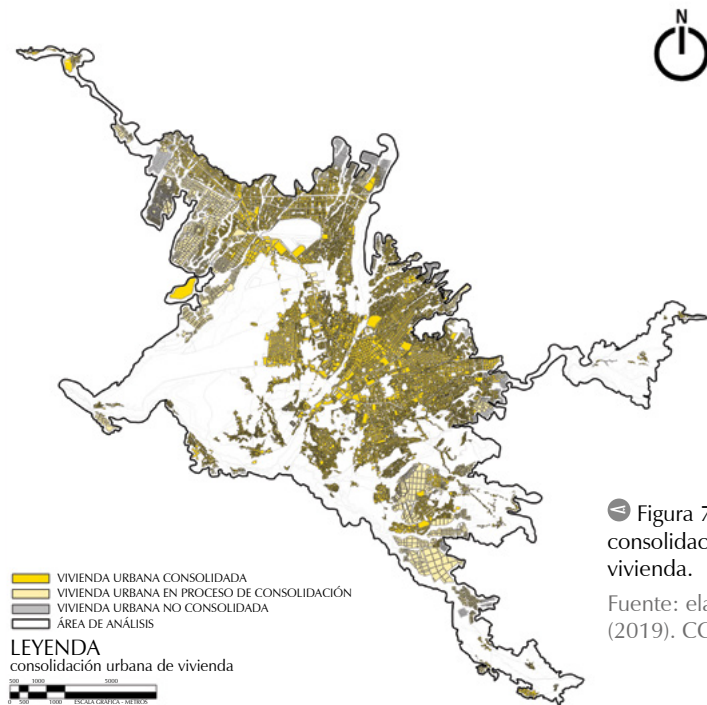 N
Figura 7
consolidac
vivienda.
Fuente: ela
(2019). CC
VIVIENDA URBANA CONSOLIDADA
VIVIENDA URBANA EN PROCESO DE CONSOLIDACIÓN
VIVIENDA URBANA NO CONSOLIDADA
ÁREA DE ANÁLISIS
LEYENDA
consolidación urbana de vivienda
500 1000 5000
0 500 1000 ESCALA GRÁFICA - METROS